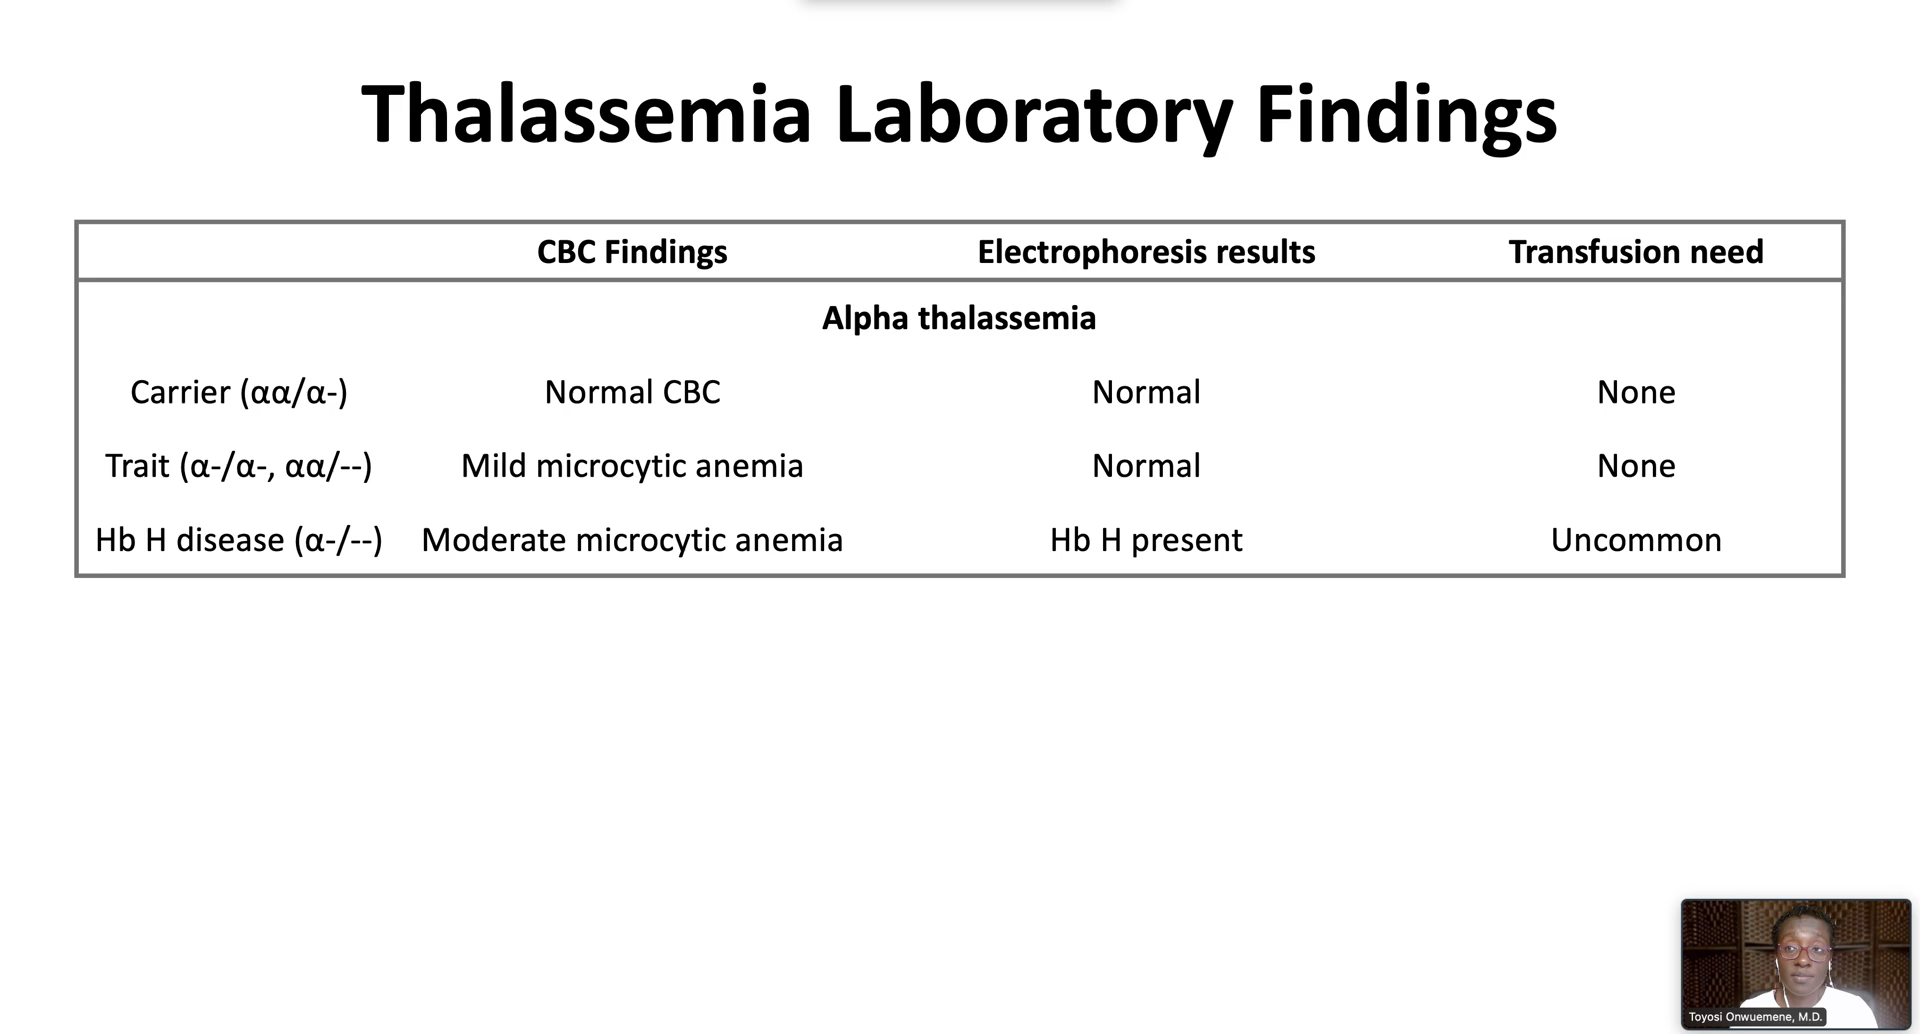 Thalassemia Laboratory Findings
CBC Findings Electrophoresis results Transfusion need
Alpha thalassemia
Carrier (αα/α-) Normal CBC Normal None
Trait (α-/α-, αα/--) Mild microcytic anemia Normal None
Hb H disease (α-/--) Moderate microcytic anemia Hb H present Uncommon
Toyosi Onwuemene, M.D.